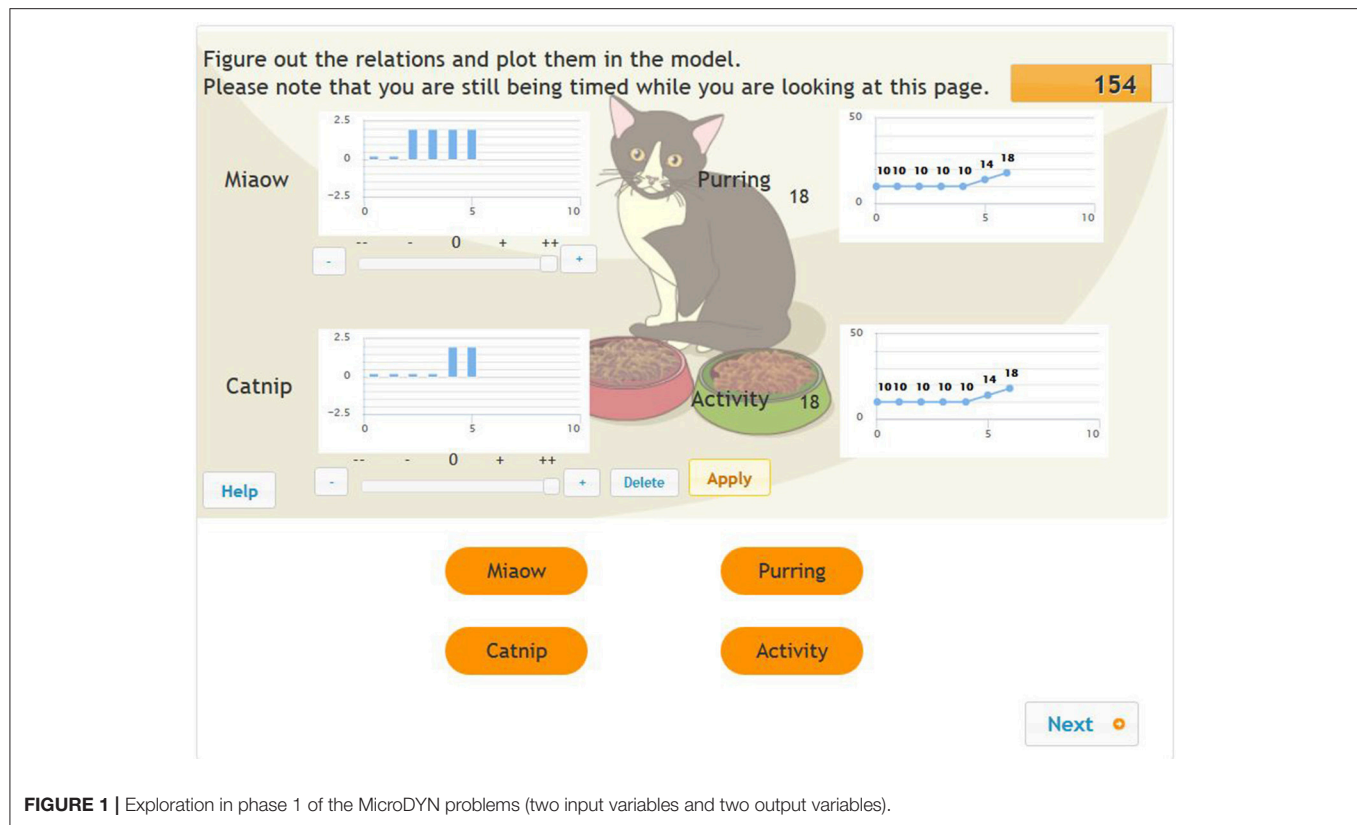 Figure out the relations and plot them in the model.
Please note that you are still being timed while you are looking at this page.
154
Miaow
2.5
0
−2.5
0 5 10
-- - 0 + ++
- +
Purring
18
50
0
10 10 10 10 10 14 18
0 5 10
Catnip
2.5
0
−2.5
0 5 10
-- - 0 + ++
- +
Activity 18
50
0
10 10 10 10 10 14 18
0 5 10
Help
Delete
Apply
Miaow
Purring
Catnip
Activity
Next
FIGURE 1 | Exploration in phase 1 of the MicroDYN problems (two input variables and two output variables).